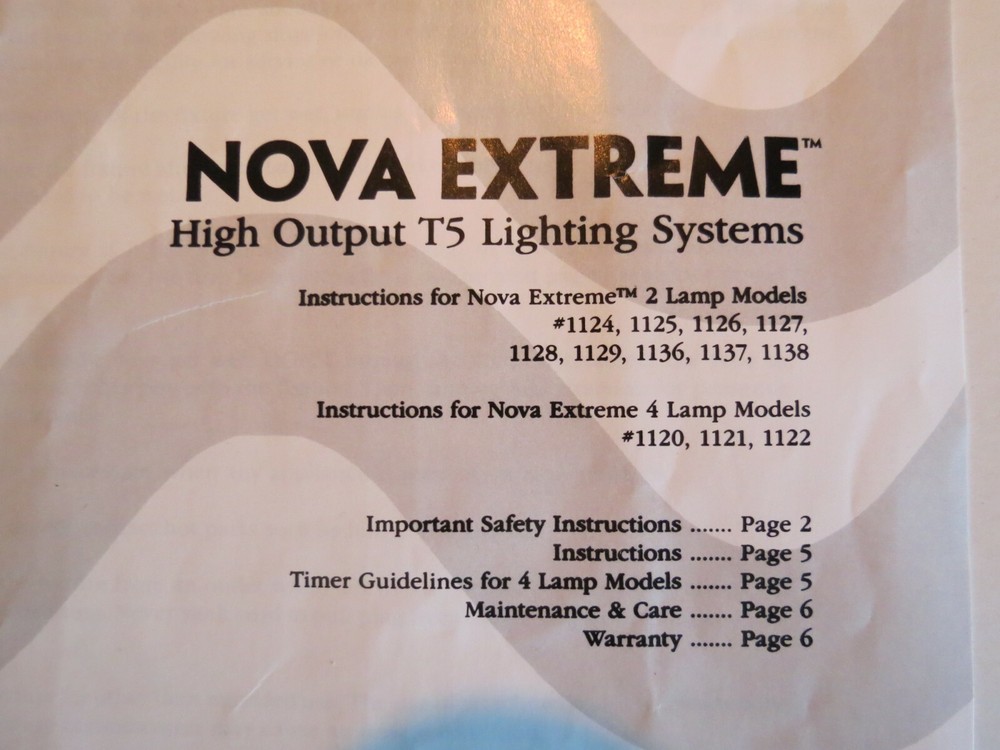 NOVA EXTREME™
High Output T5 Lighting Systems
Instructions for Nova Extreme™ 2 Lamp Models
#1124, 1125, 1126, 1127,
1128, 1129, 1136, 1137, 1138
Instructions for Nova Extreme 4 Lamp Models
#1120, 1121, 1122
Important Safety Instructions ....... Page 2
Instructions ....... Page 5
Timer Guidelines for 4 Lamp Models ....... Page 5
Maintenance & Care ....... Page 6
Warranty ....... Page 6